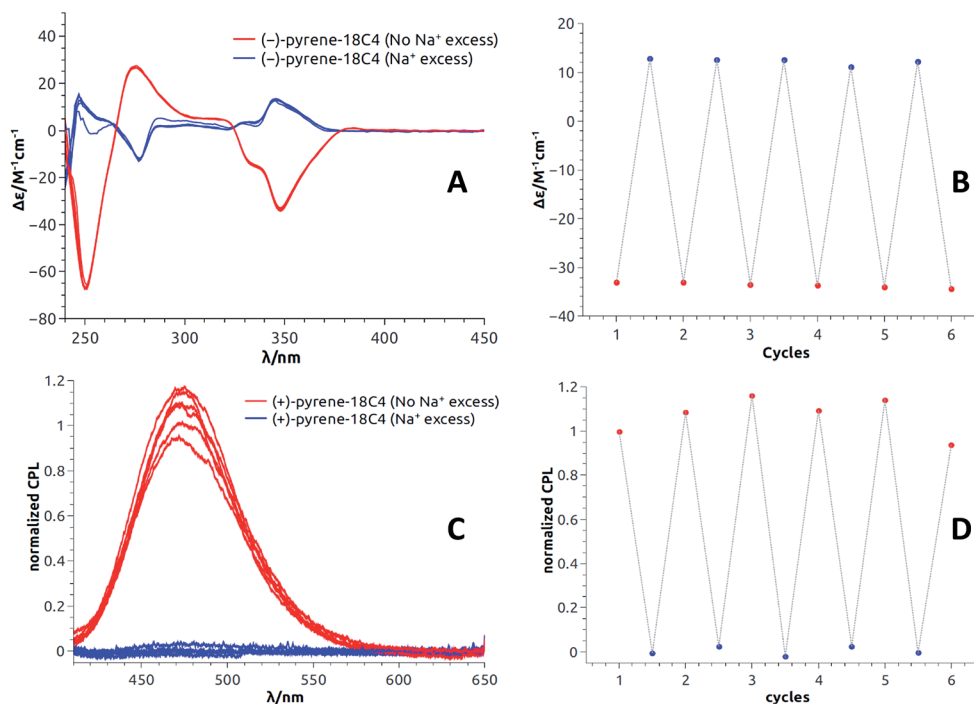 40
20
0
−20
−40
−60
−80
Δε/M⁻¹cm⁻¹
(−)-pyrene-18C4 (No Na⁺ excess)
(−)-pyrene-18C4 (Na⁺ excess)
A
250 300 350 400 450
λ/nm
20
10
0
−10
−20
−30
−40
Δε/M⁻¹cm⁻¹
B
1 2 3 4 5 6
Cycles
1.2
1
0.8
0.6
0.4
0.2
0
normalized CPL
(+)-pyrene-18C4 (No Na⁺ excess)
(+)-pyrene-18C4 (Na⁺ excess)
C
450 500 550 600 650
λ/nm
1.2
1
0.8
0.6
0.4
0.2
0
normalized CPL
D
1 2 3 4 5 6
cycles